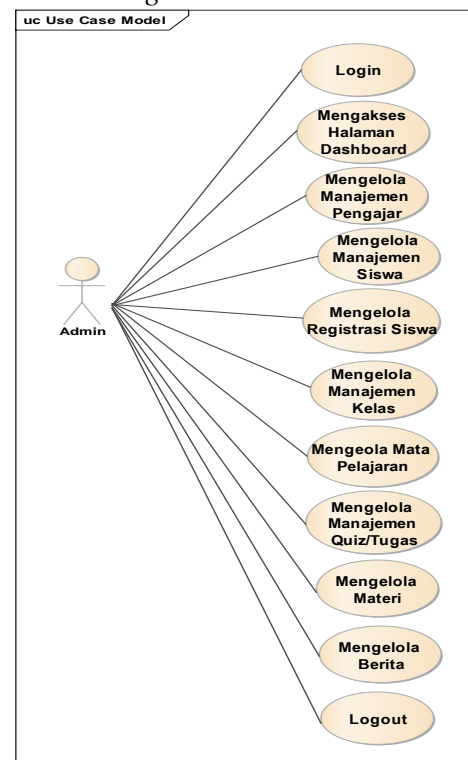 uc Use Case Model
Login
Mengakses
Halaman
Dashboard
Mengelola
Manajemen
Pengajar
Mengelola
Manajemen
Siswa
Admin
Mengelola
Registrasi Siswa
Mengelola
Manajemen
Kelas
Mengeola Mata
Pelajaran
Mengelola
Manajemen
Quiz/Tugas
Mengelola
Materi
Mengelola
Berita
Logout